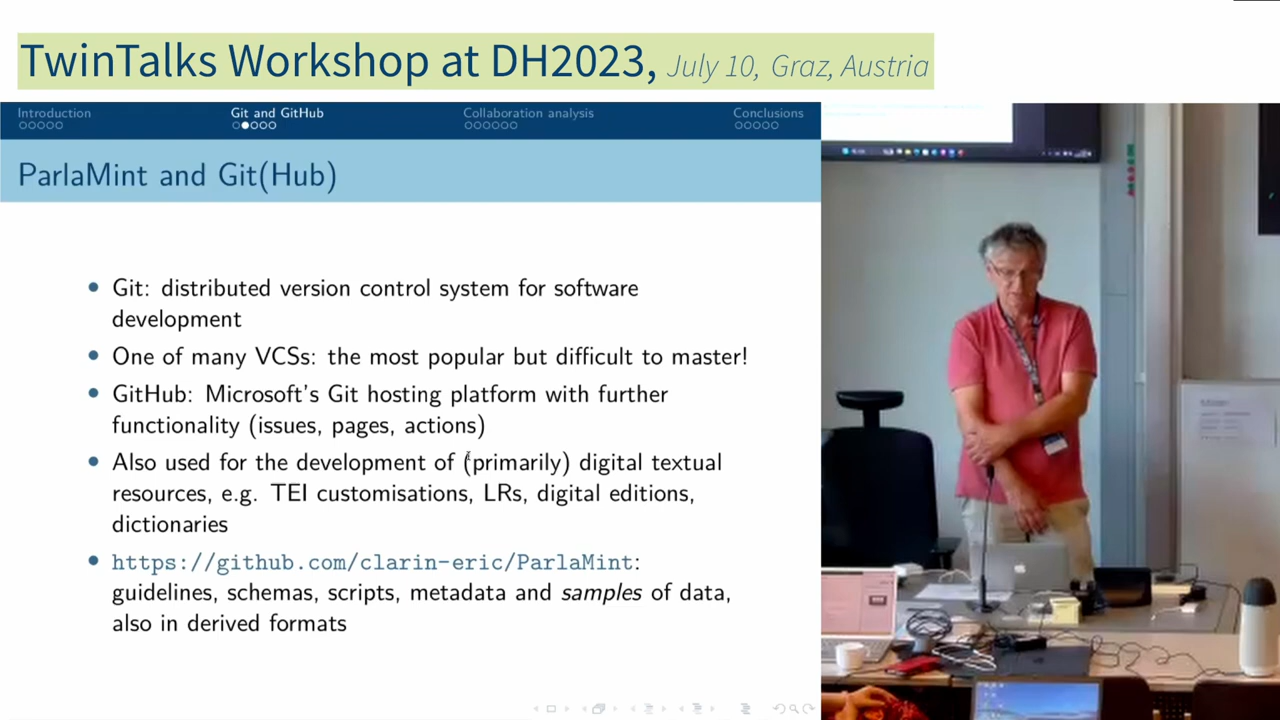 TwinTalks Workshop at DH2023, July 10, Graz, Austria
Introduction Git and GitHub Collaboration analysis Conclusions
ParlaMint and Git(Hub)
• Git: distributed version control system for software
development
• One of many VCSs: the most popular but difficult to master!
• GitHub: Microsoft's Git hosting platform with further
functionality (issues, pages, actions)
• Also used for the development of (primarily) digital textual
resources, e.g. TEI customisations, LRs, digital editions,
dictionaries
• https://github.com/clarin-eric/ParlaMint:
guidelines, schemas, scripts, metadata and samples of data,
also in derived formats